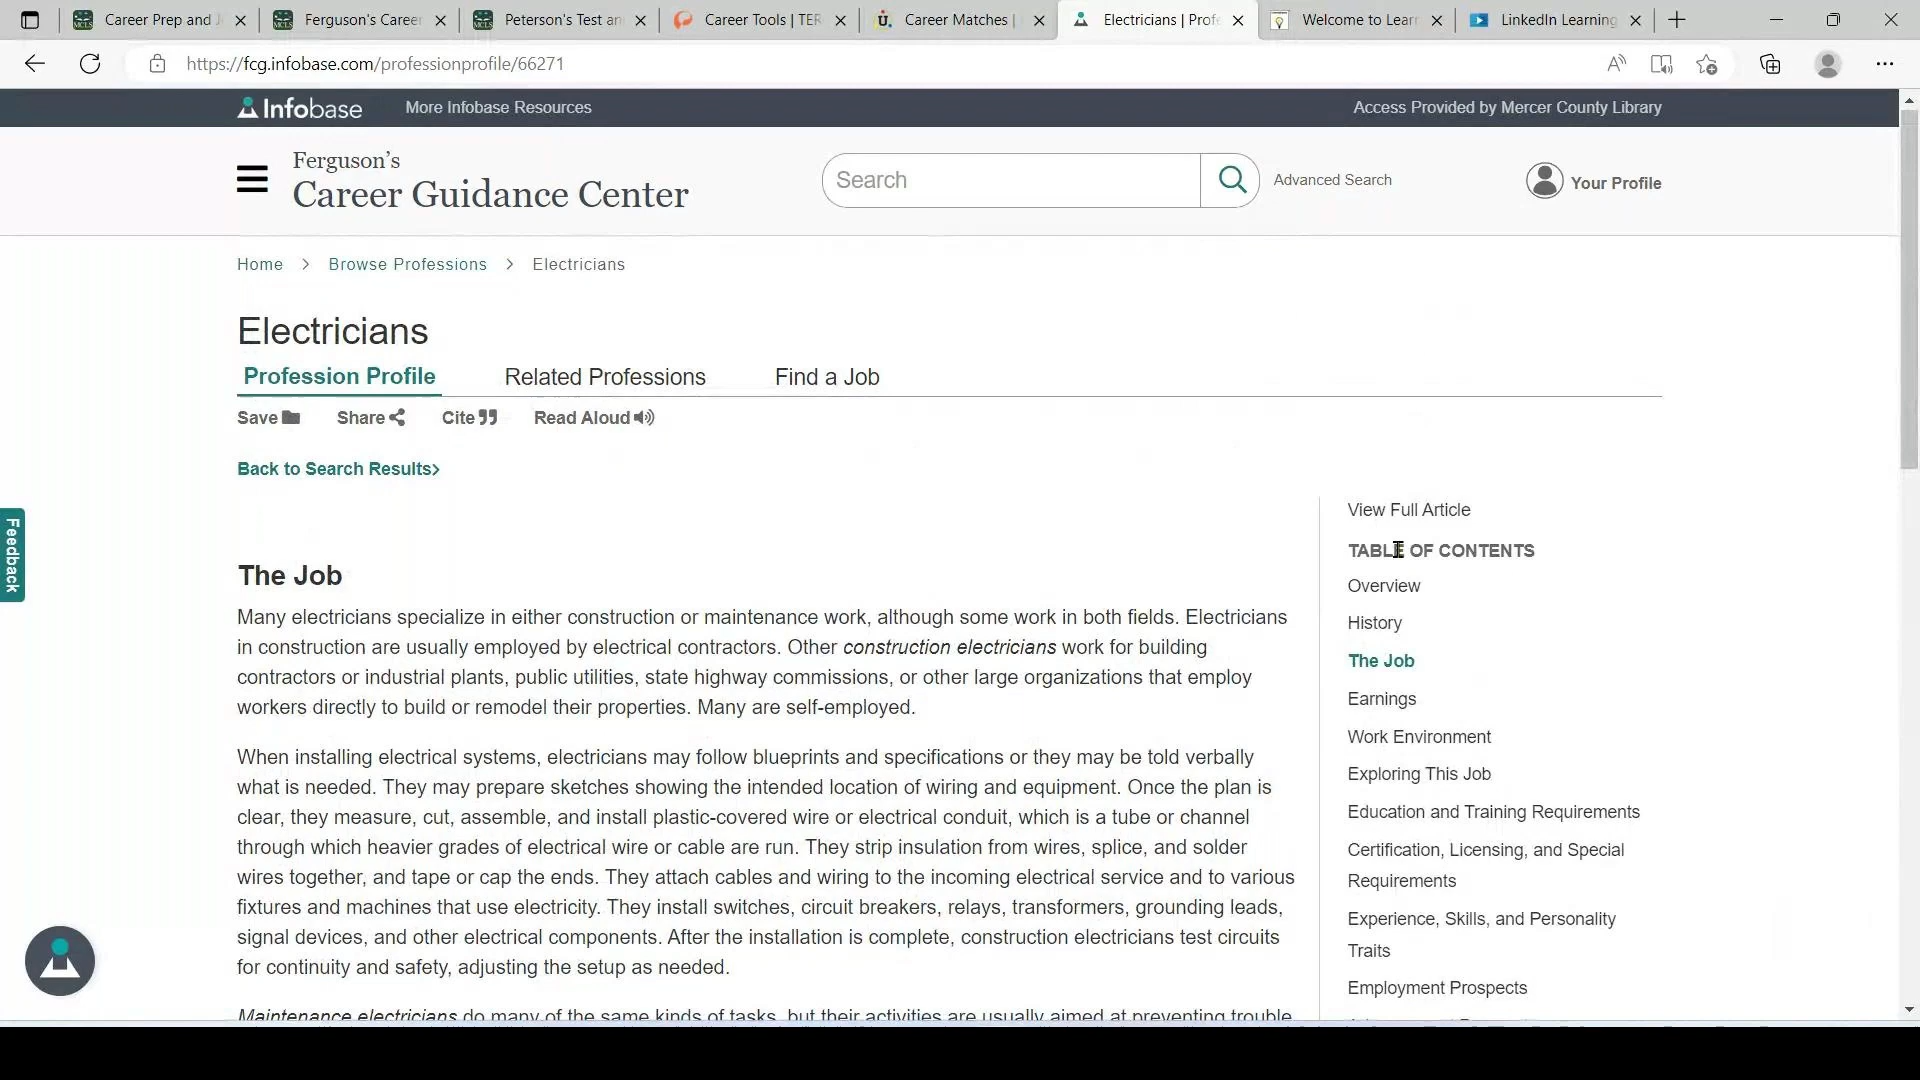 Career Prep and J
Ferguson's Career
Peterson's Test an
Career Tools | TER
Career Matches |
Electricians | Profe
Welcome to Lear
LinkedIn Learning
https://fcg.infobase.com/professionprofile/66271
Infobase
More Infobase Resources
Access Provided by Mercer County Library
Ferguson's
Career Guidance Center
Search
Advanced Search
Your Profile
Home > Browse Professions > Electricians
Electricians
Profession Profile
Related Professions
Find a Job
Save
Share
Cite
Read Aloud
Back to Search Results>
Feedback
The Job
Many electricians specialize in either construction or maintenance work, although some work in both fields. Electricians
in construction are usually employed by electrical contractors. Other construction electricians work for building
contractors or industrial plants, public utilities, state highway commissions, or other large organizations that employ
workers directly to build or remodel their properties. Many are self-employed.
When installing electrical systems, electricians may follow blueprints and specifications or they may be told verbally
what is needed. They may prepare sketches showing the intended location of wiring and equipment. Once the plan is
clear, they measure, cut, assemble, and install plastic-covered wire or electrical conduit, which is a tube or channel
through which heavier grades of electrical wire or cable are run. They strip insulation from wires, splice, and solder
wires together, and tape or cap the ends. They attach cables and wiring to the incoming electrical service and to various
fixtures and machines that use electricity. They install switches, circuit breakers, relays, transformers, grounding leads,
signal devices, and other electrical components. After the installation is complete, construction electricians test circuits
for continuity and safety, adjusting the setup as needed.
Maintenance electricians do many of the same kinds of tasks, but their activities are usually aimed at preventing trouble
View Full Article
TABLE OF CONTENTS
Overview
History
The Job
Earnings
Work Environment
Exploring This Job
Education and Training Requirements
Certification, Licensing, and Special
Requirements
Experience, Skills, and Personality
Traits
Employment Prospects